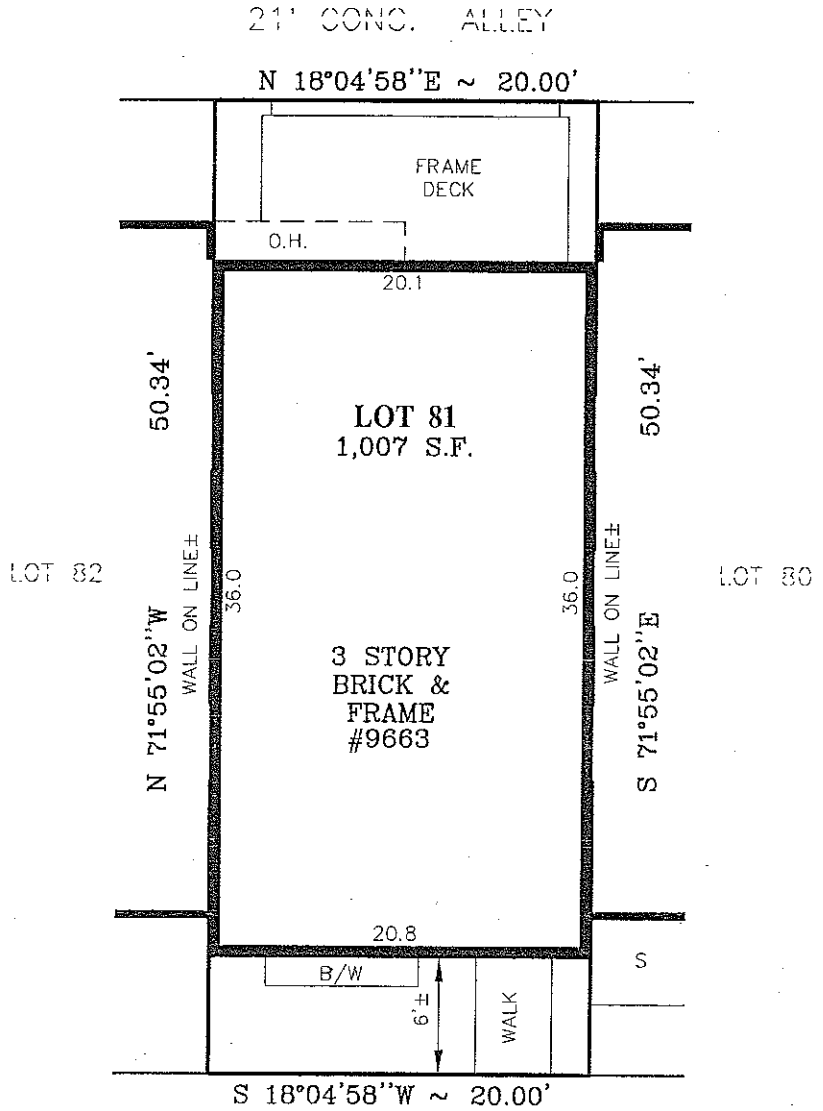 21' CONC. ALLEY
N 18°04'58"E ~ 20.00'
FRAME
DECK
O.H.
20.1
50.34'
50.34'
LOT 81
1,007 S.F.
LOT 82
WALL ON LINE±
36.0
36.0
WALL ON LINE±
LOT 80
N 71°55'02"W
S 71°55'02"E
3 STORY
BRICK &
FRAME
#9663
20.8
B/W
6'±
WALK
S
S 18°04'58"W ~ 20.00'